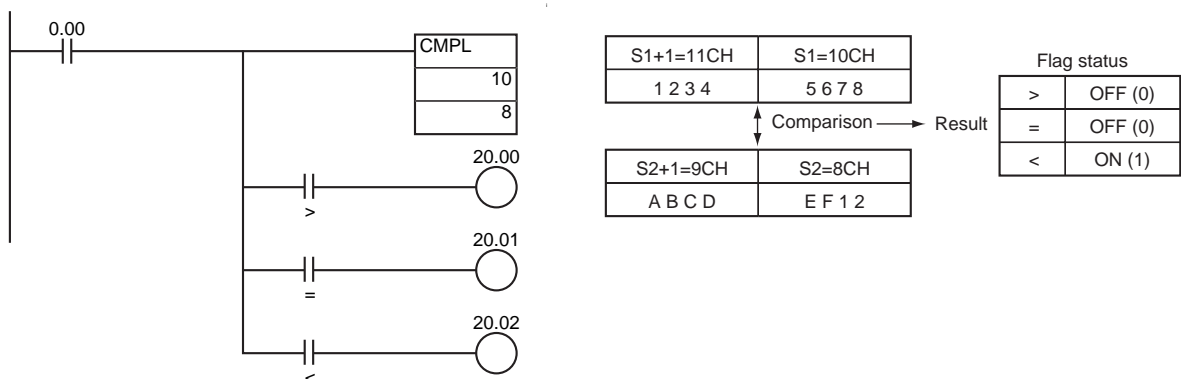 0.00
CMPL
10
8
20.00
>
20.01
=
20.02
<
S1+1=11CH S1=10CH
1 2 3 4 5 6 7 8
Comparison Result
S2+1=9CH S2=8CH
A B C D E F 1 2
Flag status
> OFF (0)
= OFF (0)
< ON (1)